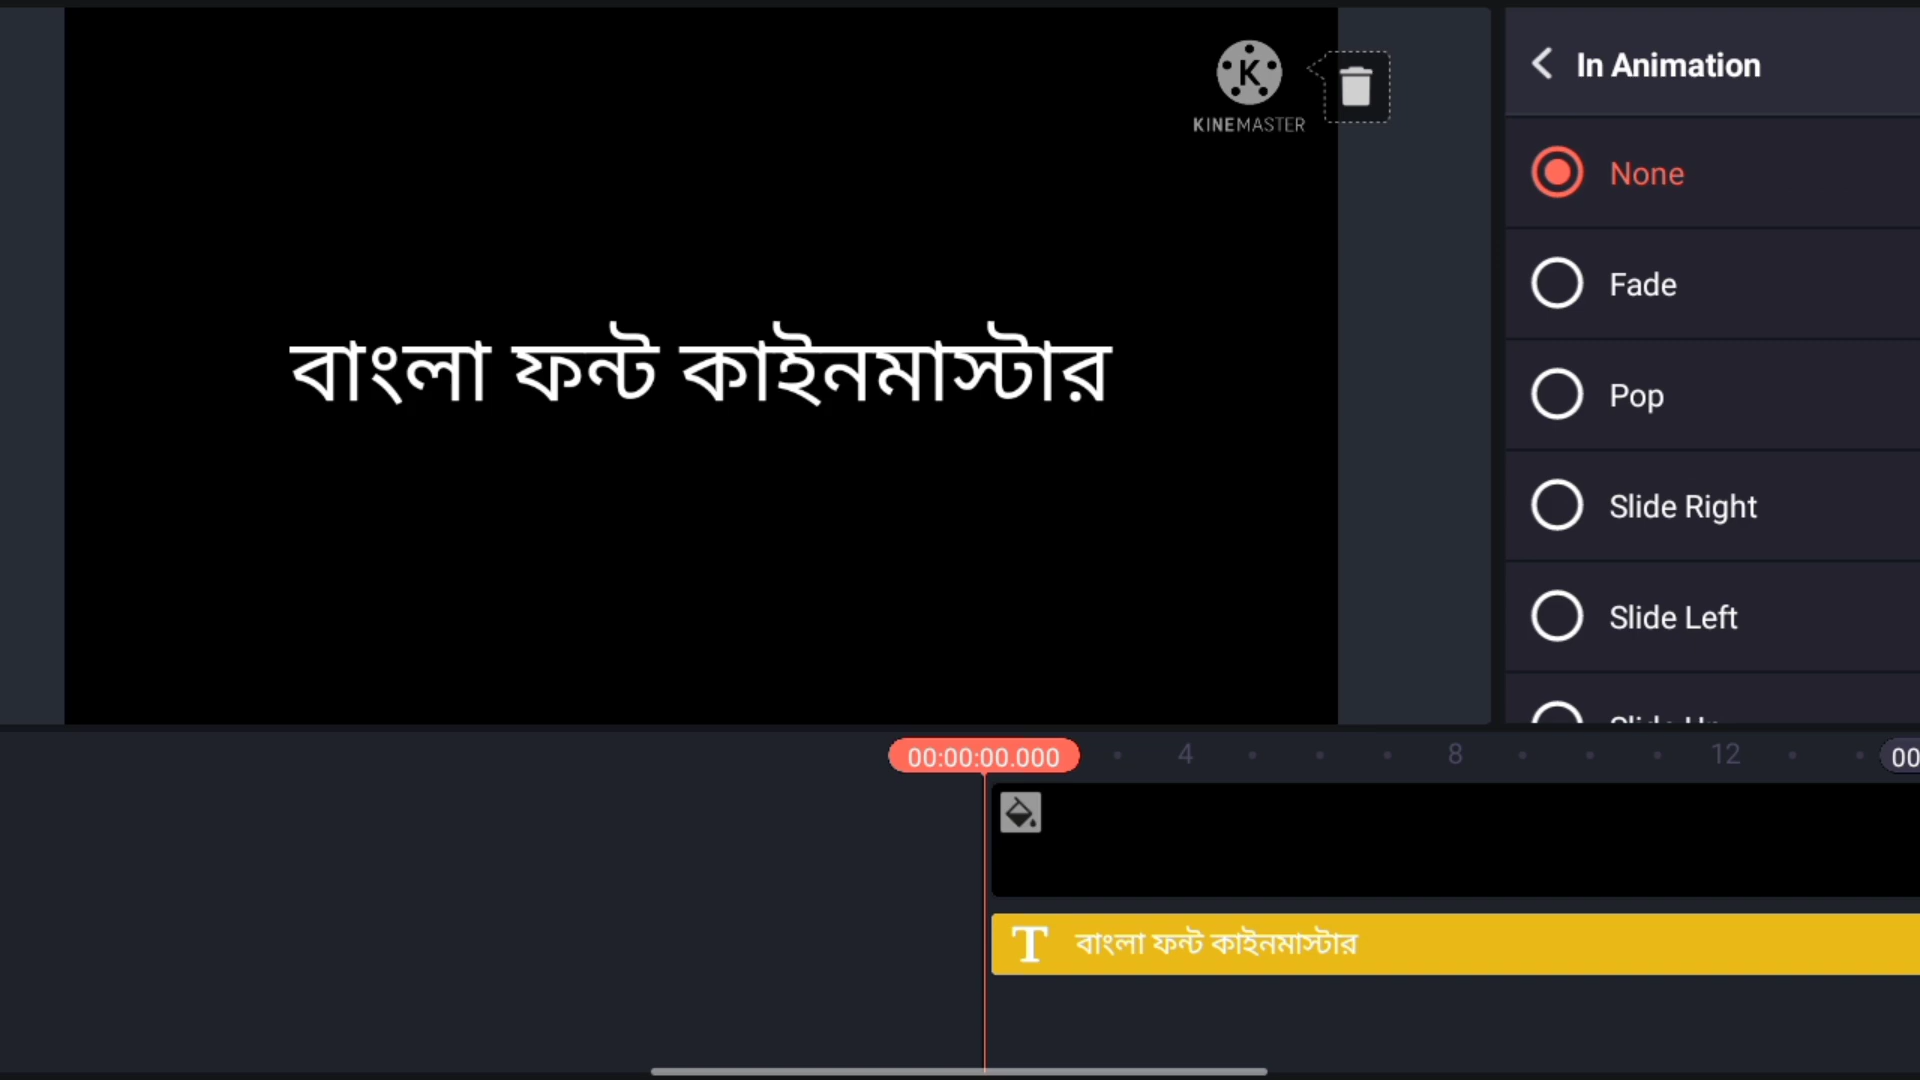 KINEMASTER
বাংলা ফন্ট কাইনমাস্টার
In Animation
None
Fade
Pop
Slide Right
Slide Left
00:00:00.000
4
8
12
00
বাংলা ফন্ট কাইনমাস্টার